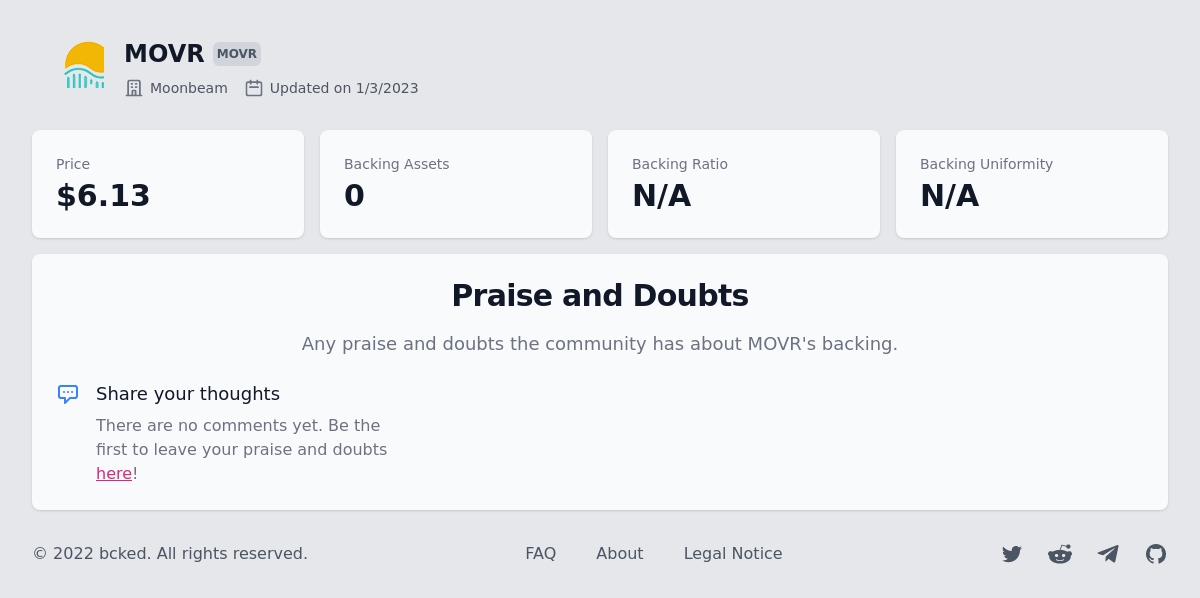 MOVR MOVR
Moonbeam Updated on 1/3/2023
Price
$6.13
Backing Assets
0
Backing Ratio
N/A
Backing Uniformity
N/A
Praise and Doubts
Any praise and doubts the community has about MOVR's backing.
Share your thoughts
There are no comments yet. Be the
first to leave your praise and doubts
here!
© 2022 bcked. All rights reserved. FAQ About Legal Notice